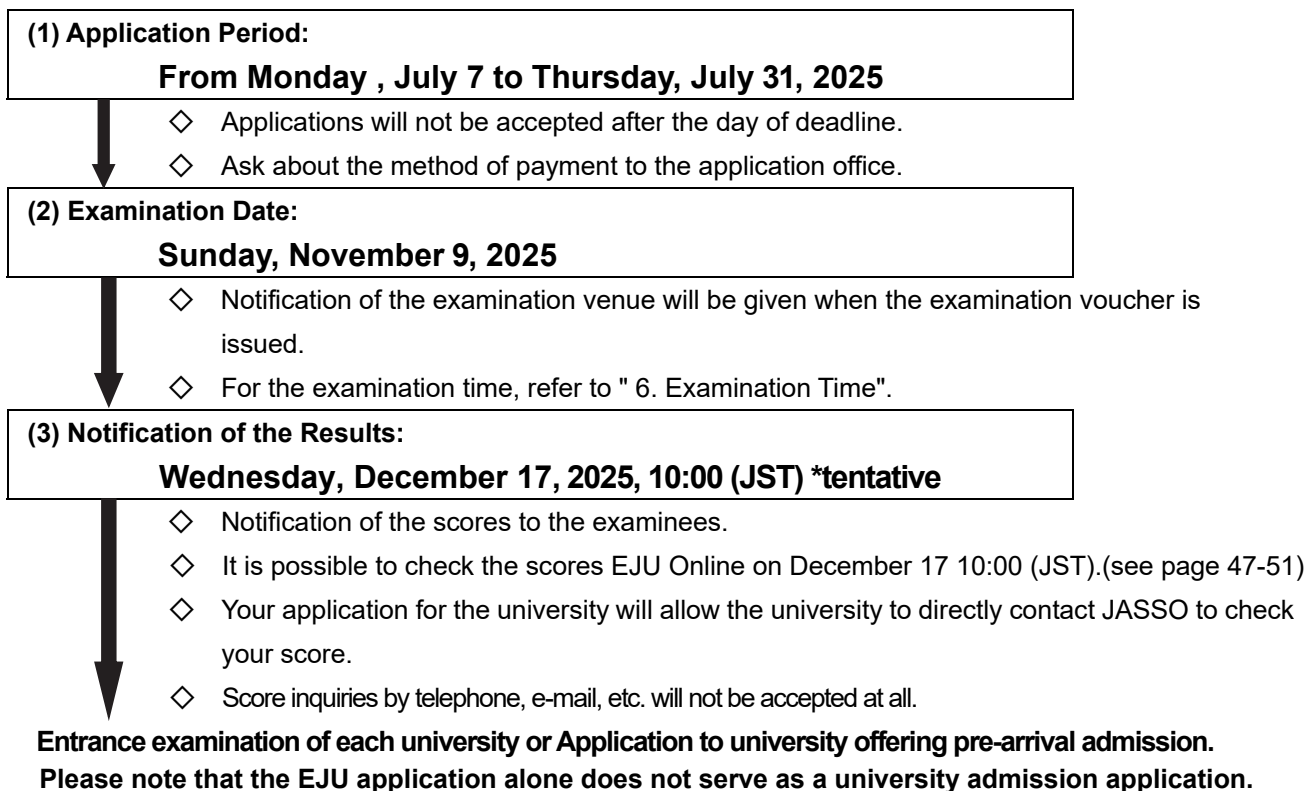 (1) Application Period:
From Monday , July 7 to Thursday, July 31, 2025
◇ Applications will not be accepted after the day of deadline.
◇ Ask about the method of payment to the application office.
(2) Examination Date:
Sunday, November 9, 2025
◇ Notification of the examination venue will be given when the examination voucher is
issued.
◇ For the examination time, refer to " 6. Examination Time".
(3) Notification of the Results:
Wednesday, December 17, 2025, 10:00 (JST) *tentative
◇ Notification of the scores to the examinees.
◇ It is possible to check the scores EJU Online on December 17 10:00 (JST).(see page 47-51)
◇ Your application for the university will allow the university to directly contact JASSO to check
your score.
◇ Score inquiries by telephone, e-mail, etc. will not be accepted at all.
Entrance examination of each university or Application to university offering pre-arrival admission.
Please note that the EJU application alone does not serve as a university admission application.